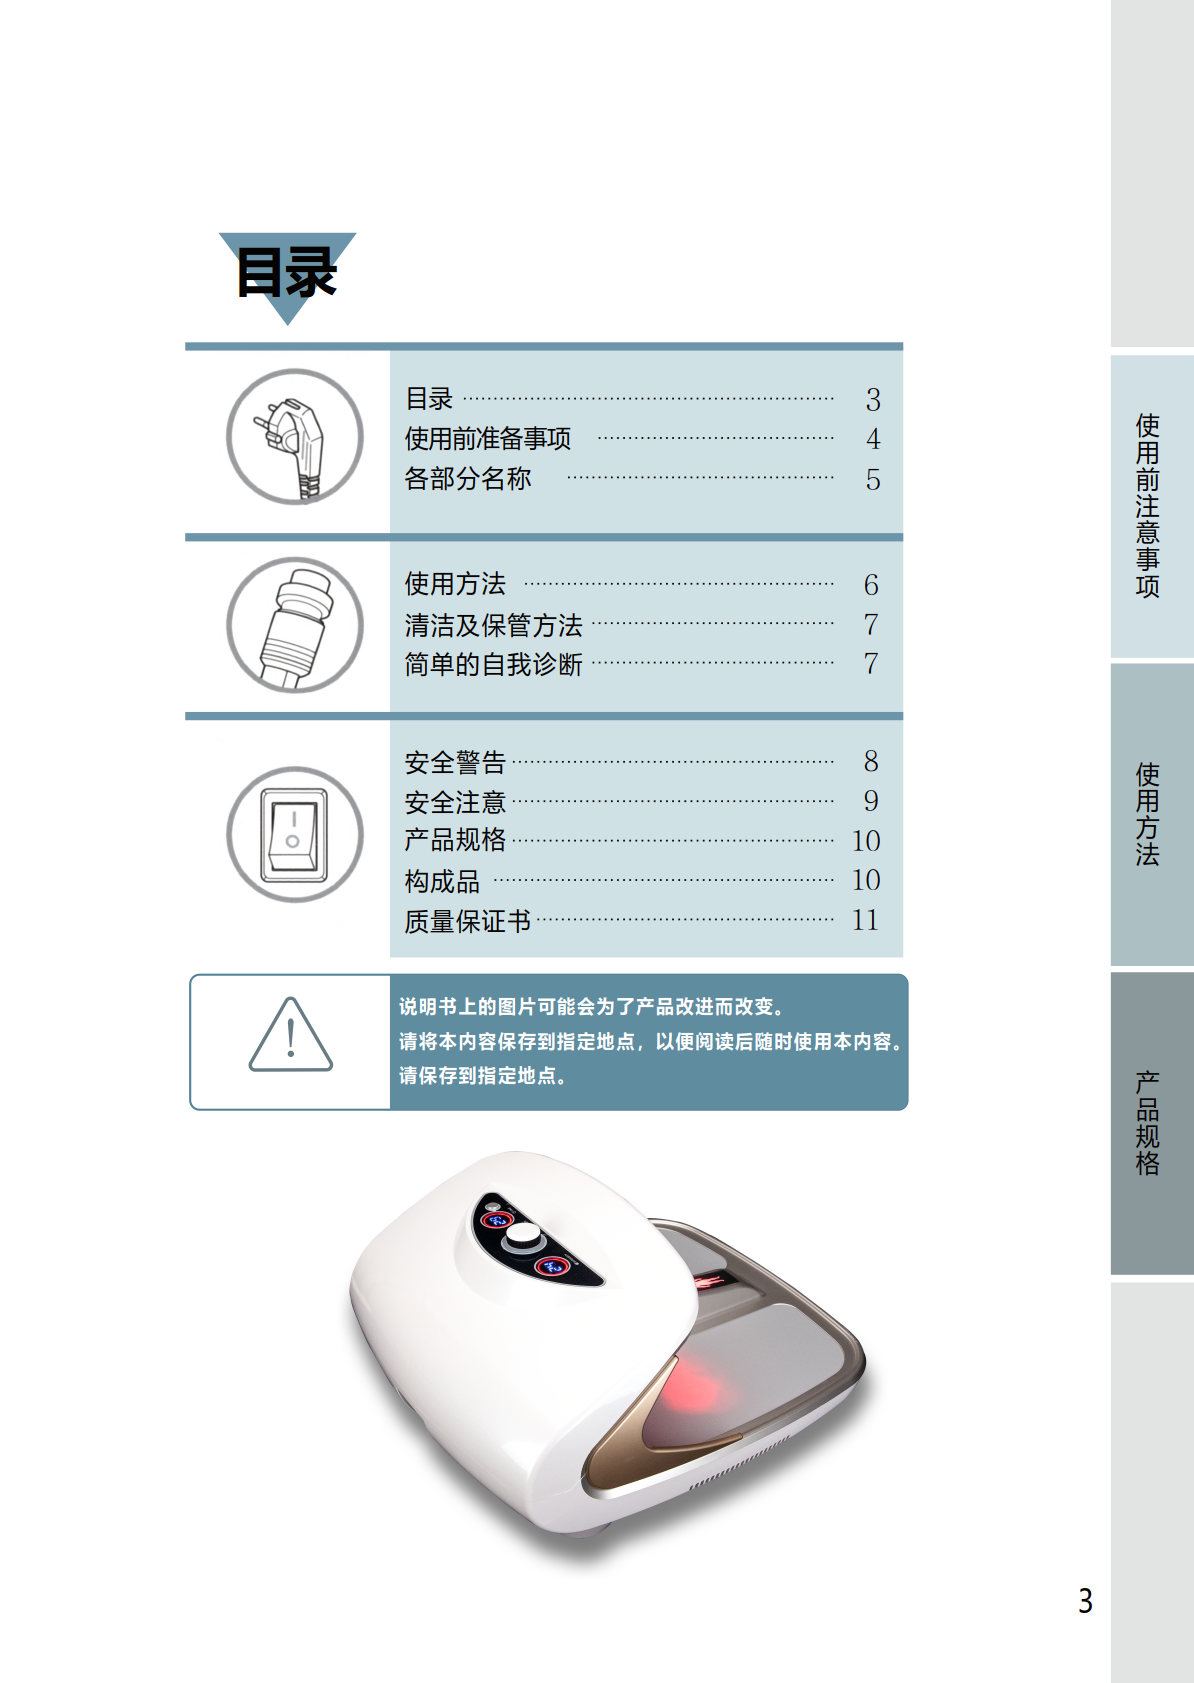 目录
目录 3
使用前准备事项 4
各部分名称 5
使用方法 6
清洁及保管方法 7
简单的自我诊断 7
安全警告 8
安全注意 9
产品规格 10
构成品 10
质量保证书 11
说明书上的图片可能会为了产品改进而改变。
请将本内容保存到指定地点，以便阅读后随时使用本内容。
请保存到指定地点。
使用前注意事项
使用方法
产品规格
3